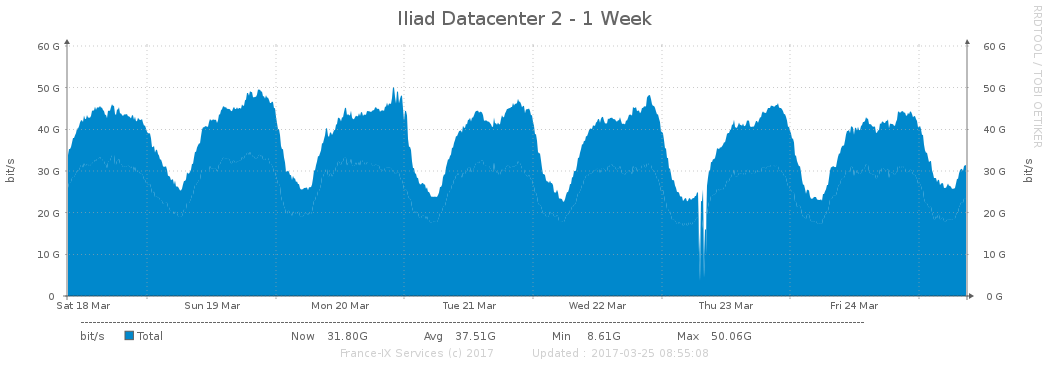 Iliad Datacenter 2 - 1 Week
RRDTOOL / TOBI OETIKER
60 G 60 G
50 G 50 G
40 G 40 G
30 G 30 G
20 G 20 G
10 G 10 G
0 0 G
bit/s
bit/s
Sat 18 Mar Sun 19 Mar Mon 20 Mar Tue 21 Mar Wed 22 Mar Thu 23 Mar Fri 24 Mar
bit/s Total Now 31.80G Avg 37.51G Min 8.61G Max 50.06G
France-IX Services (c) 2017 Updated : 2017-03-25 08:55:08